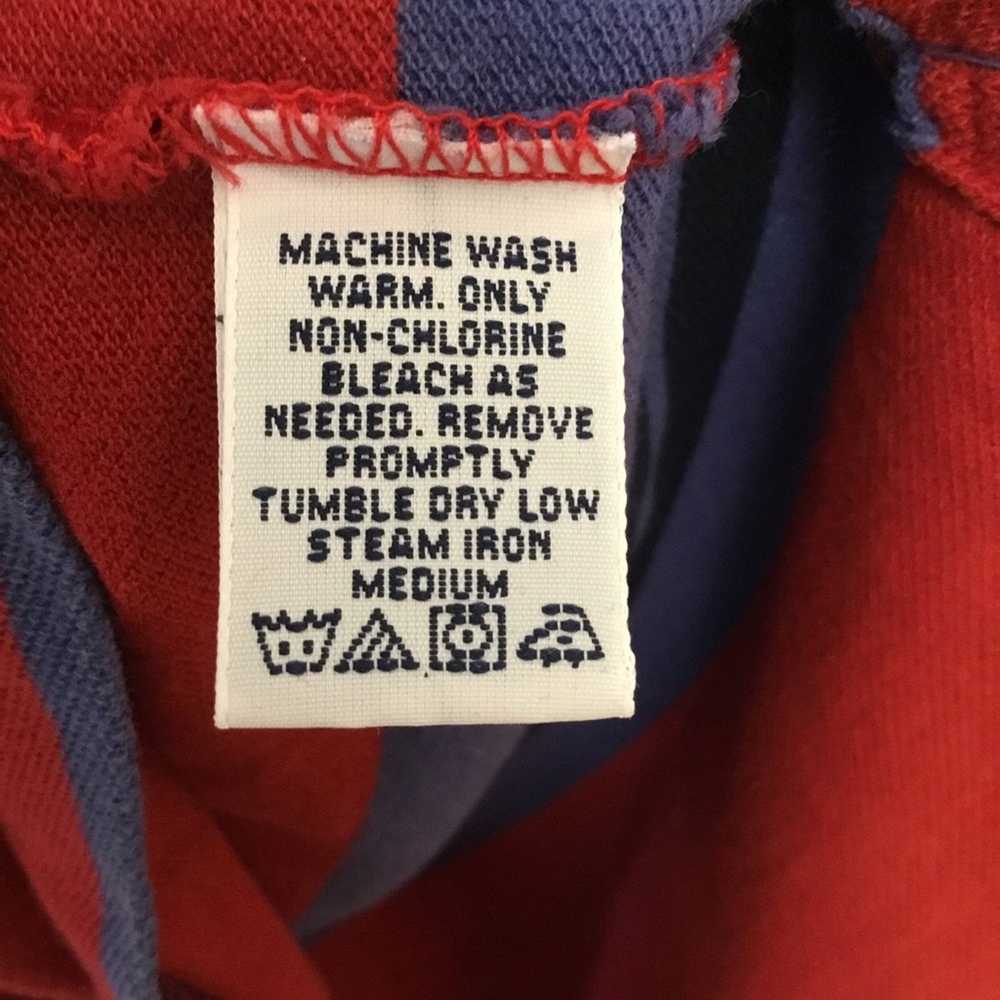 MACHINE WASH
WARM. ONLY
NON-CHLORINE
BLEACH AS
NEEDED. REMOVE
PROMPTLY
TUMBLE DRY LOW
STEAM IRON
MEDIUM